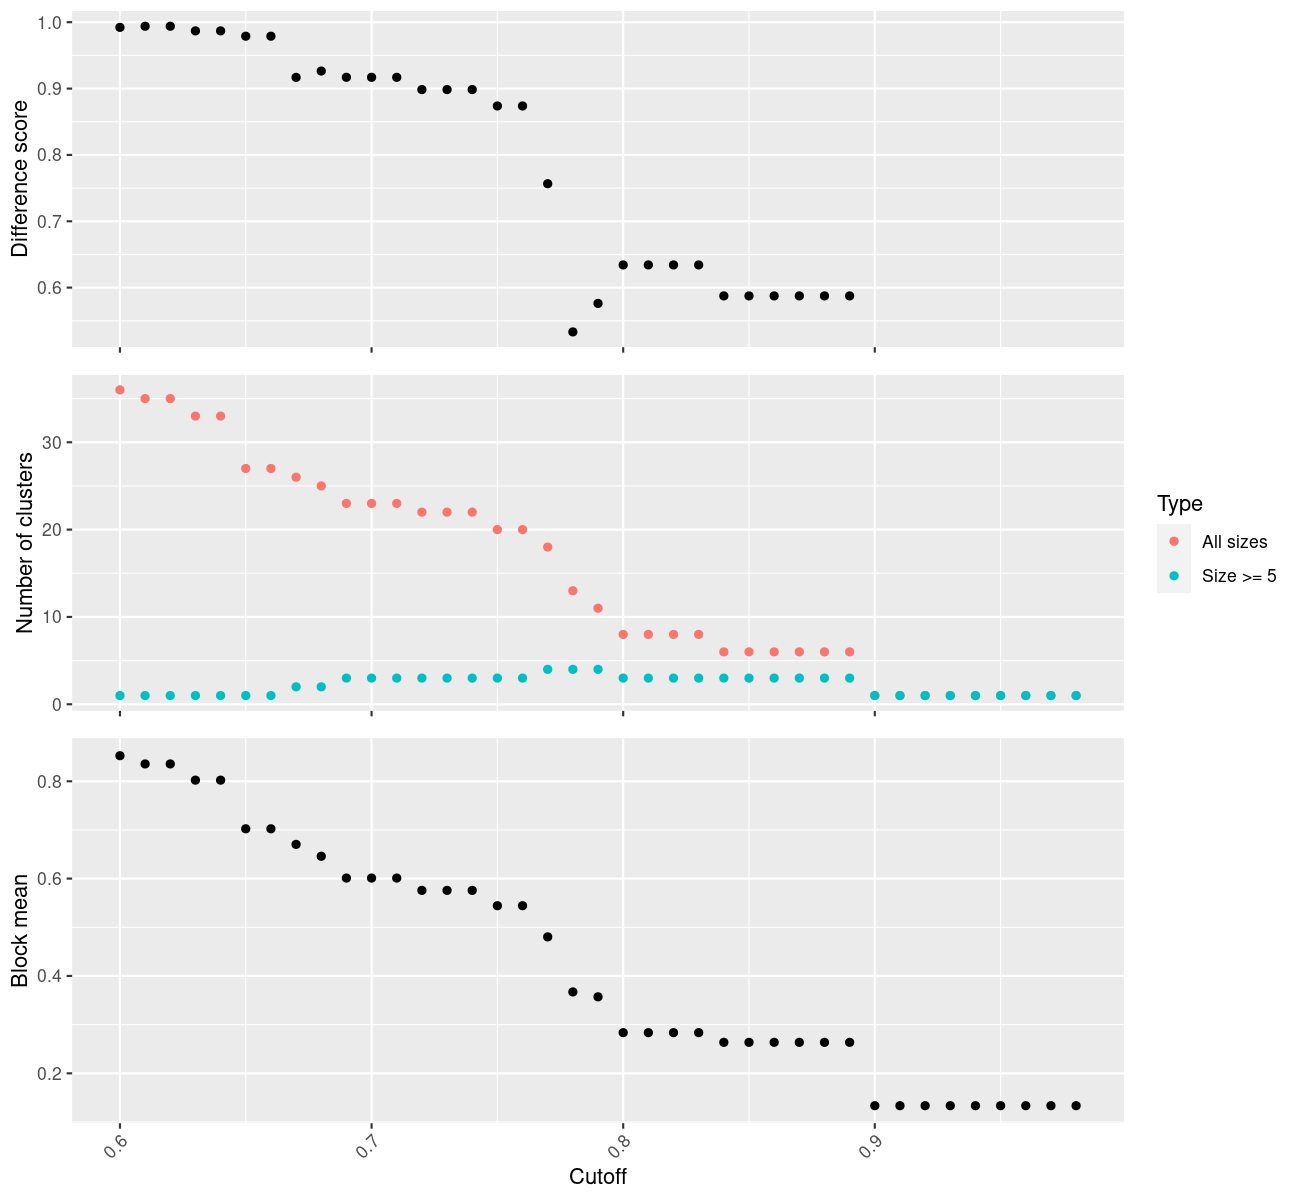 Difference score
1.0
0.9
0.8
0.7
0.6
Number of clusters
30
20
10
0
Type
All sizes
Size >= 5
Block mean
0.8
0.6
0.4
0.2
0.6 0.7 0.8 0.9
Cutoff